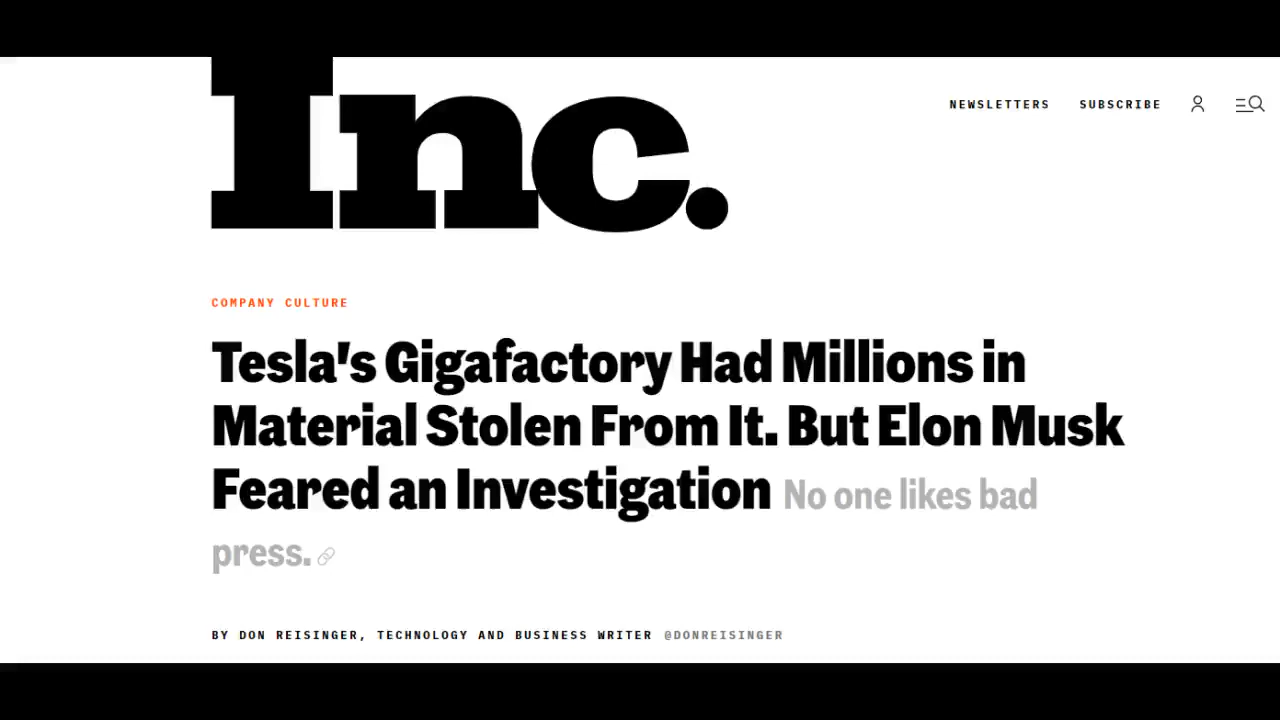 Inc.
NEWSLETTERS SUBSCRIBE
COMPANY CULTURE
Tesla's Gigafactory Had Millions in
Material Stolen From It. But Elon Musk
Feared an Investigation No one likes bad
press.
BY DON REISINGER, TECHNOLOGY AND BUSINESS WRITER @DONREISINGER